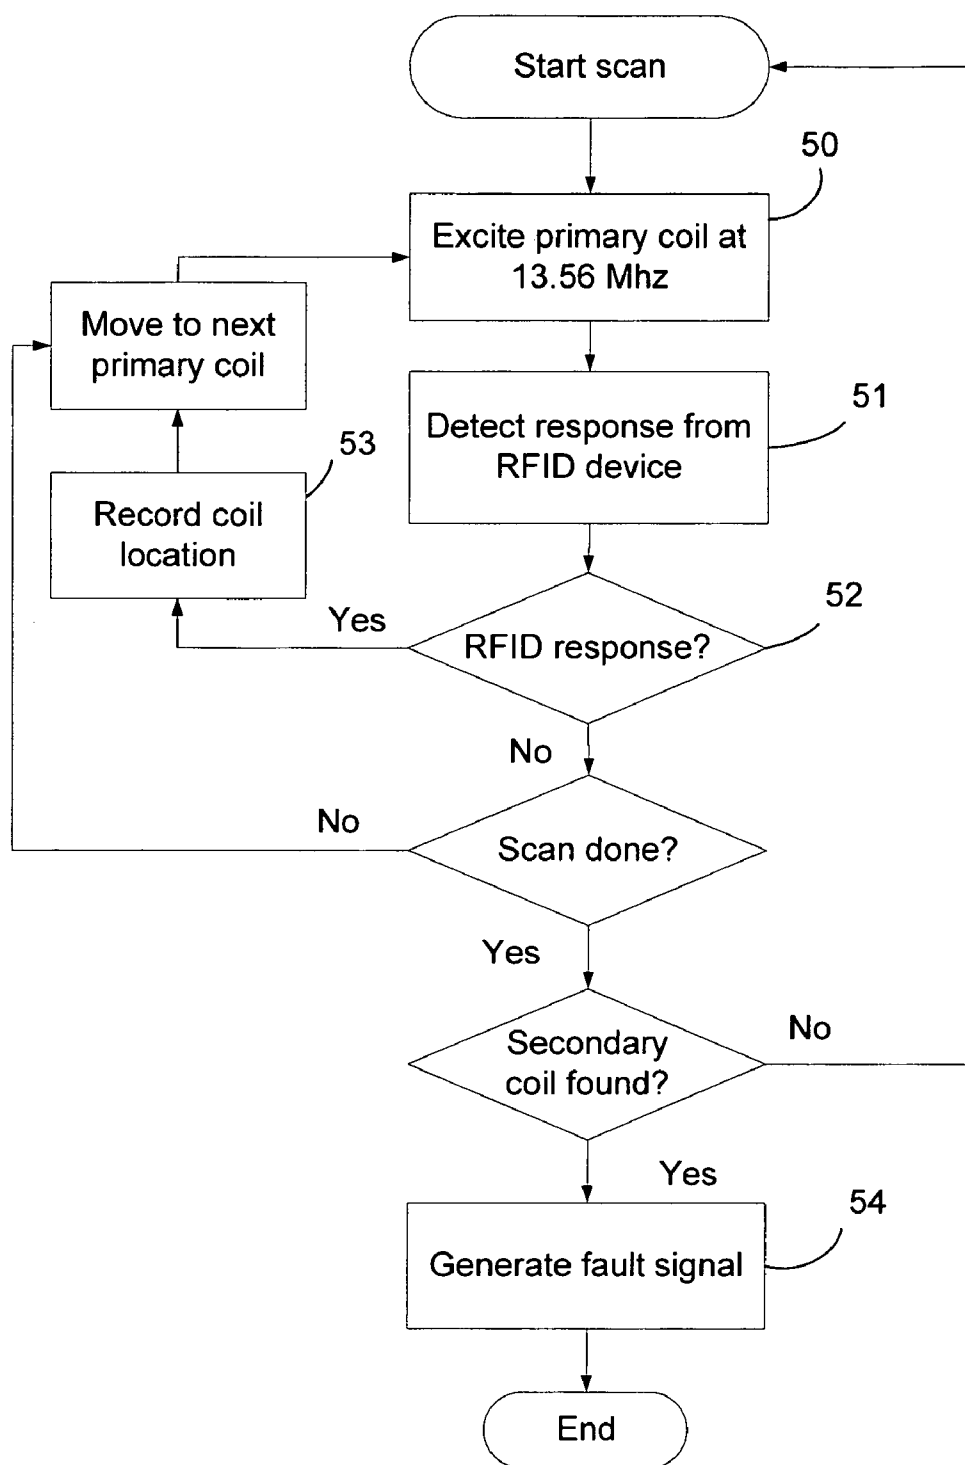 Start scan
50
Excite primary coil at
13.56 Mhz
Move to next
primary coil
51
Detect response from
RFID device
53
Record coil
location
52
Yes
RFID response?
No
No
Scan done?
Yes
Secondary
coil found?
No
Yes
54
Generate fault signal
End